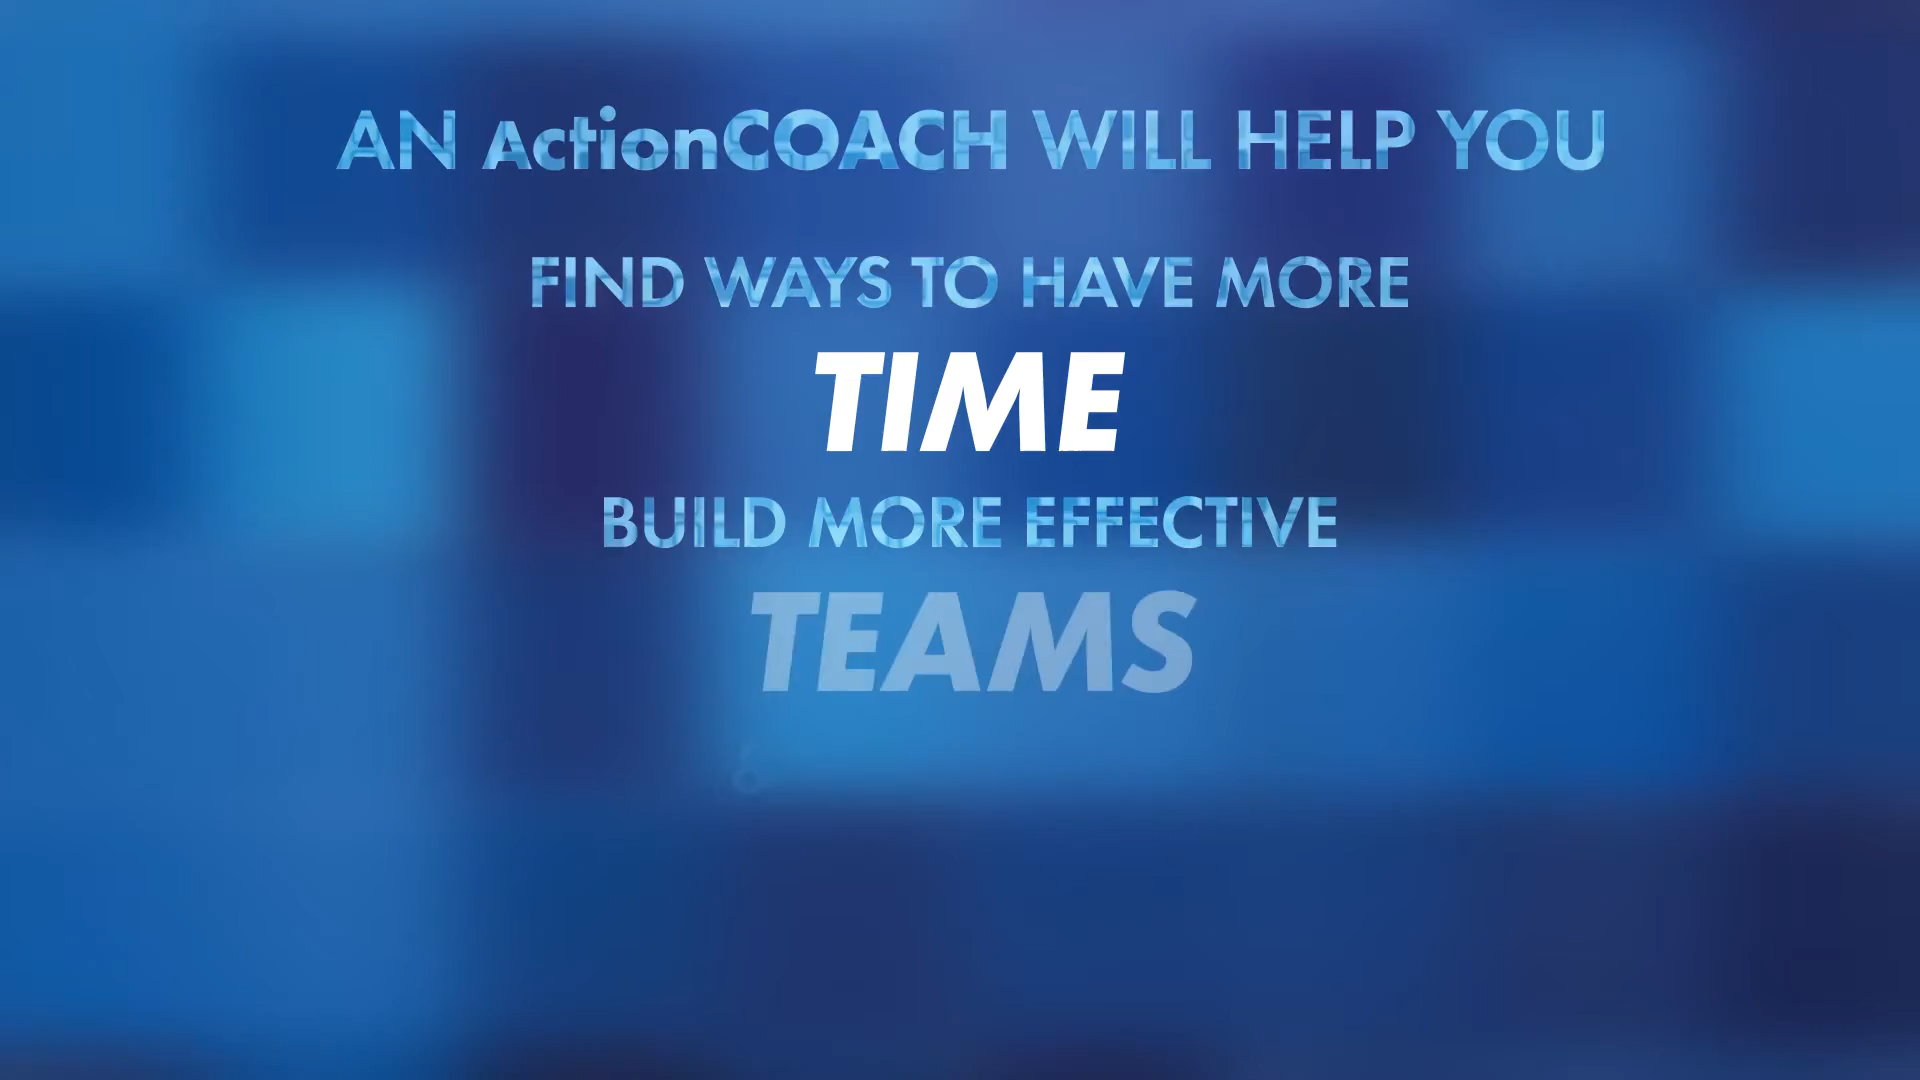 AN ActionCOACH WILL HELP YOU
FIND WAYS TO HAVE MORE
TIME
BUILD MORE EFFECTIVE
TEAMS